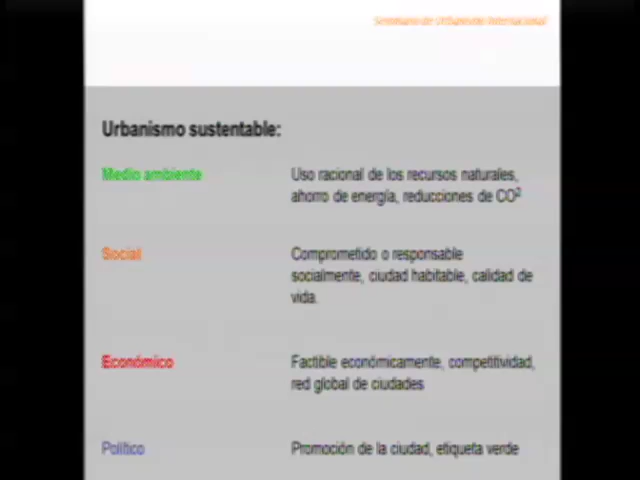 Seminario de Urbanismo Internacional
Urbanismo sustentable:
Medio ambiente
Uso racional de los recursos naturales,
ahorro de energía, reducciones de CO²
Social
Comprometido o responsable
socialmente, ciudad habitable, calidad de
vida.
Económico
Factible económicamente, competitividad,
red global de ciudades
Político
Promoción de la ciudad, etiqueta verde